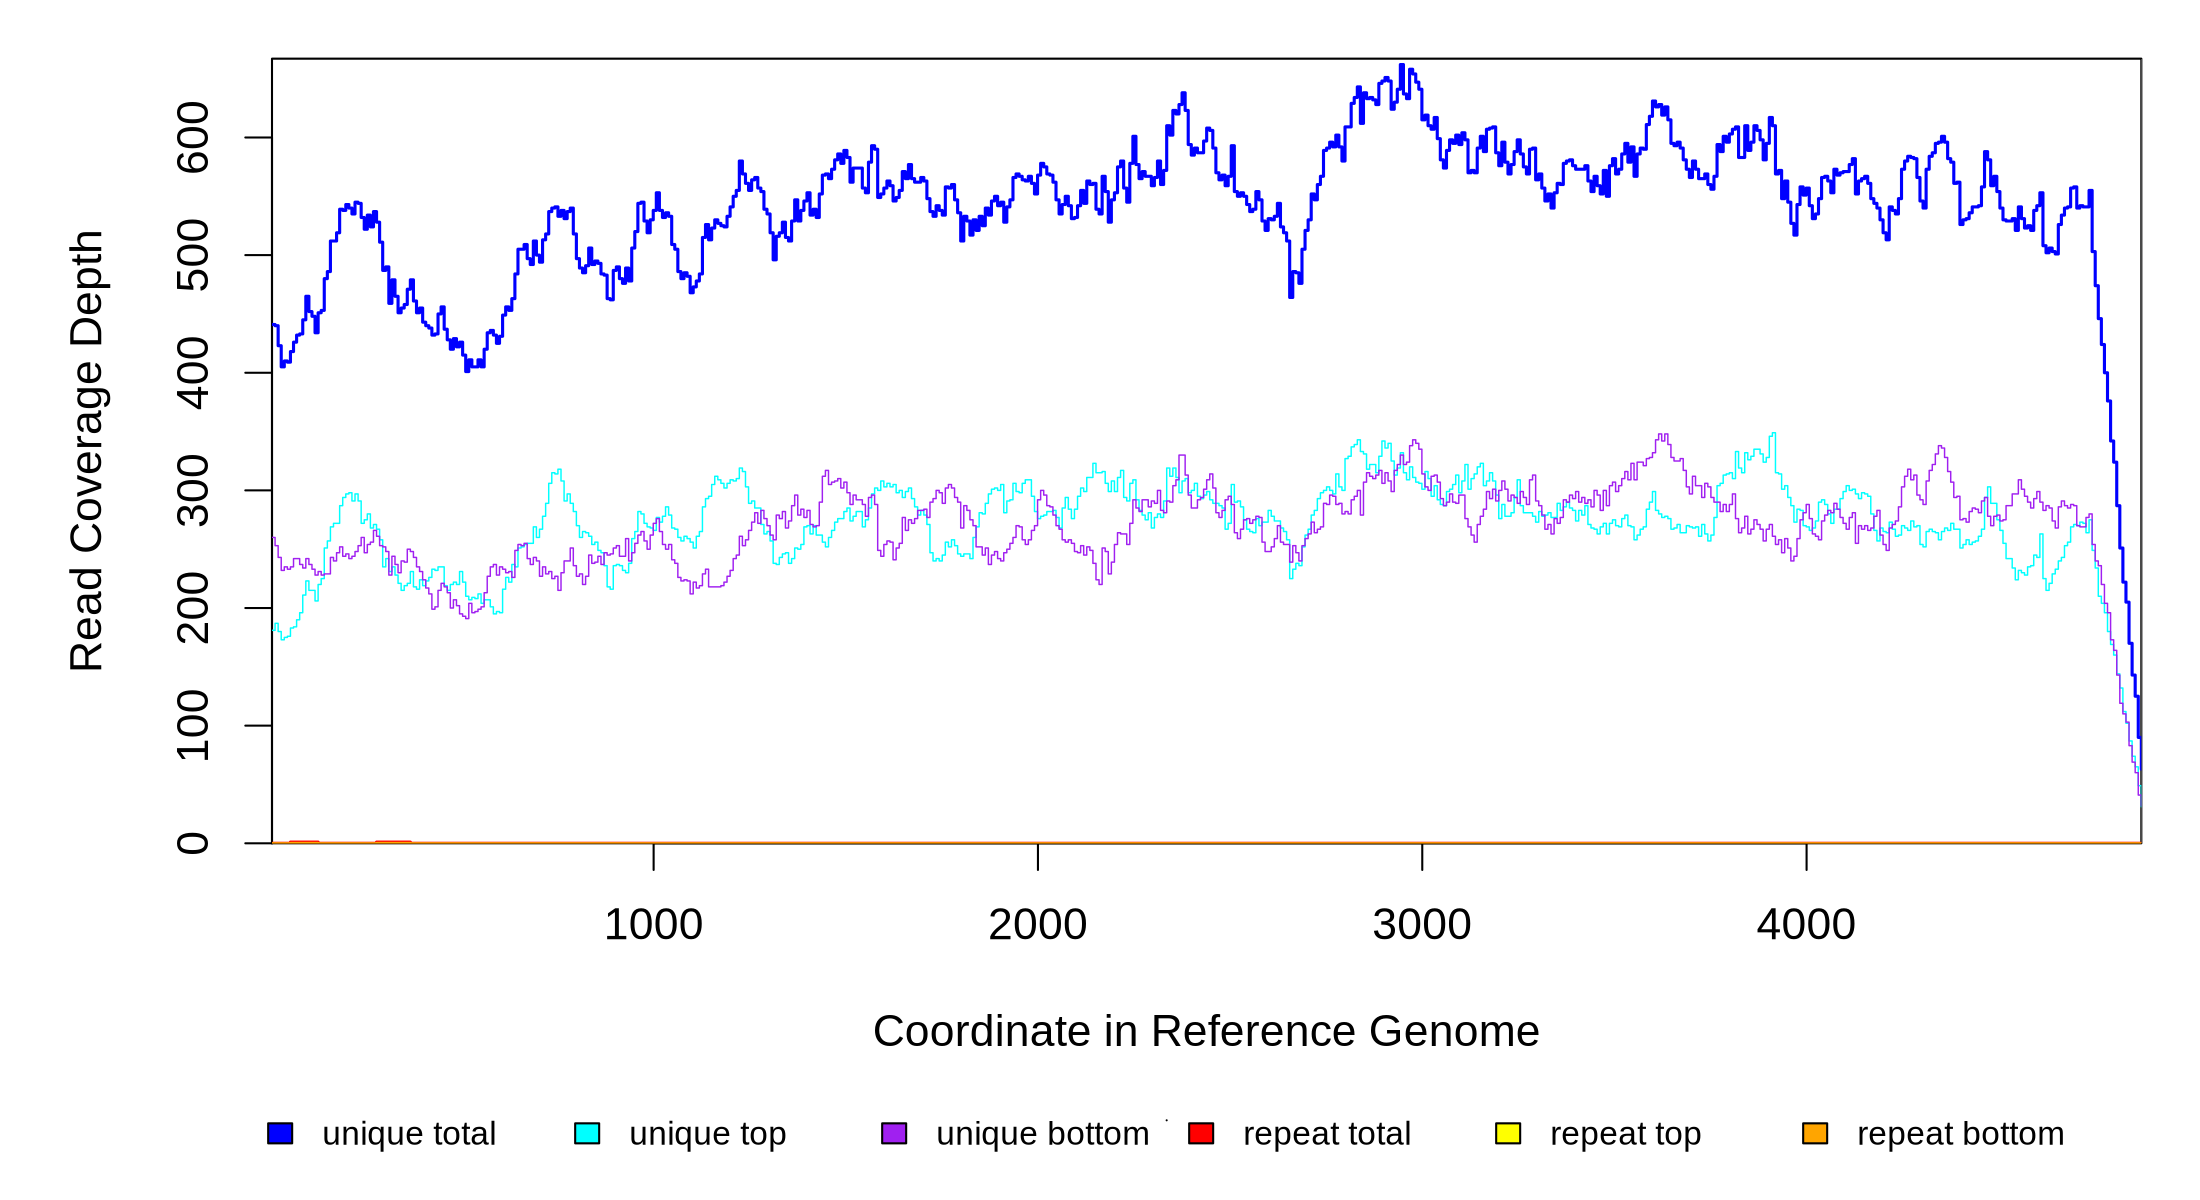 600
500
400
300
200
100
0
Read Coverage Depth
1000 2000 3000 4000
Coordinate in Reference Genome
unique total unique top unique bottom repeat total repeat top repeat bottom